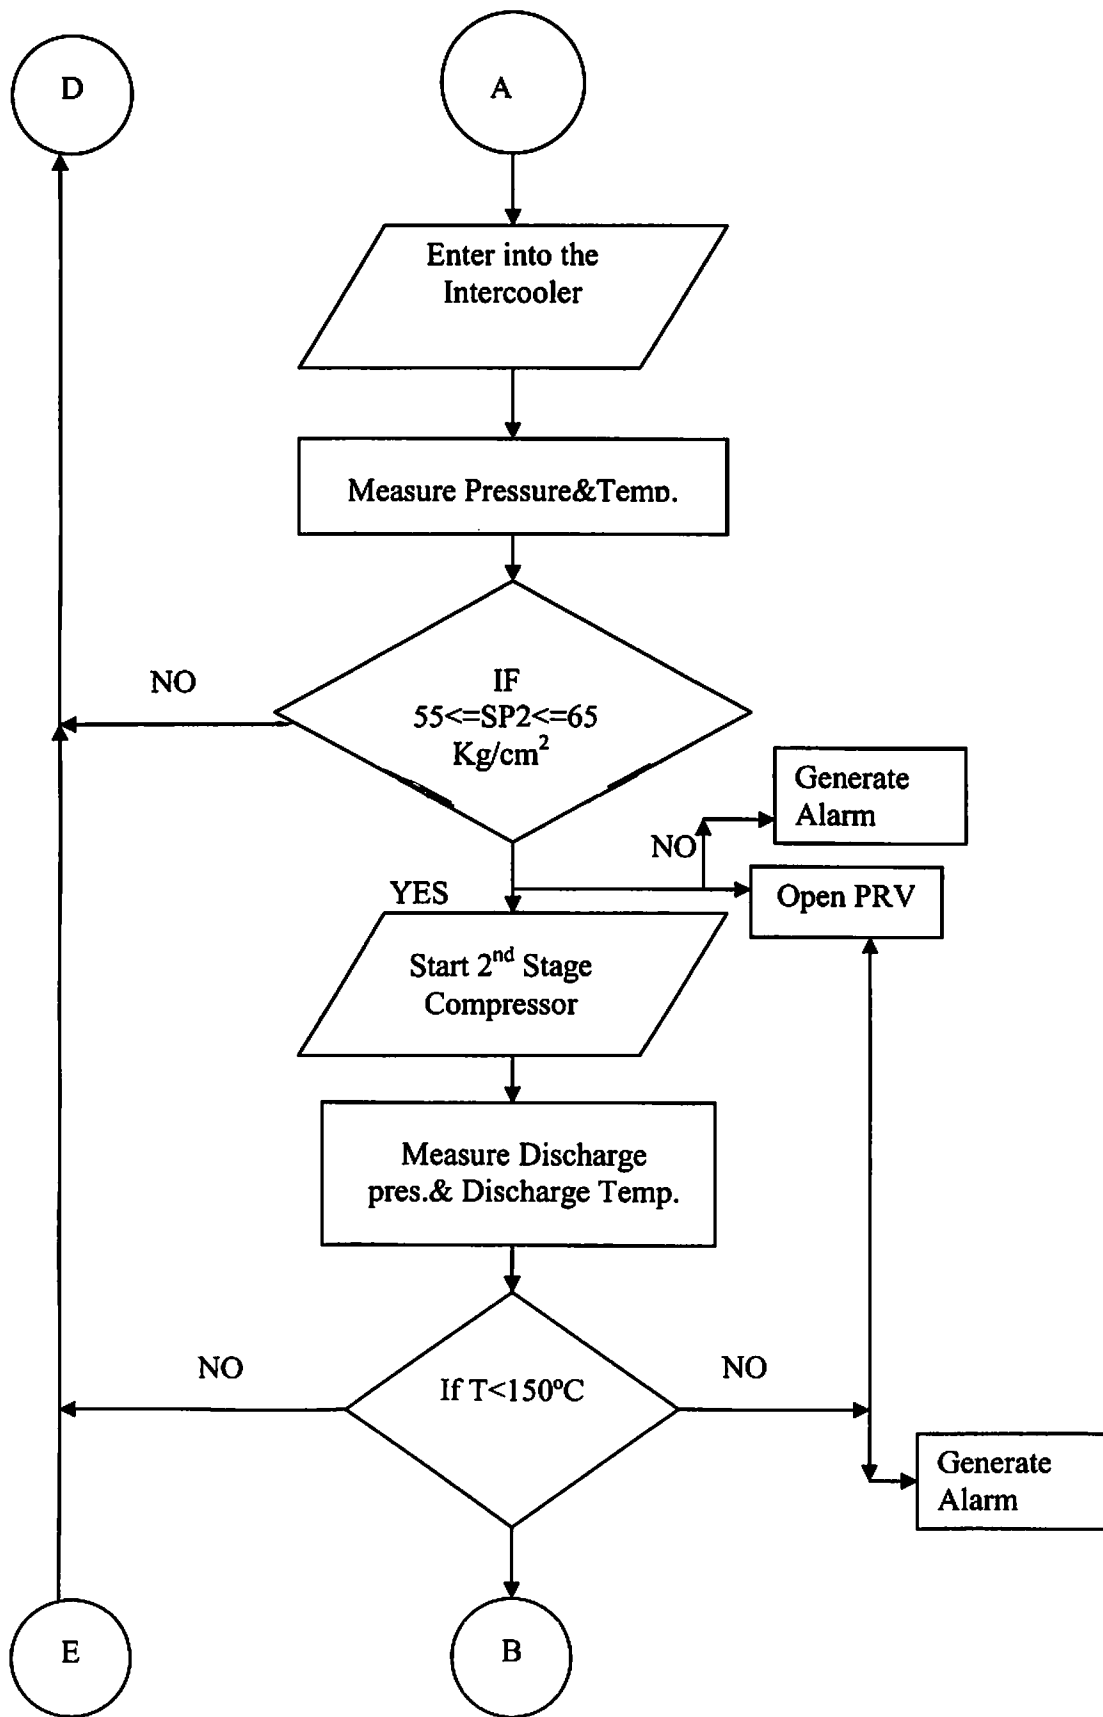 D
A
Enter into the
Intercooler
Measure Pressure&Temp.
NO
IF
55<=SP2<=65
Kg/cm²
Generate
Alarm
NO
YES
Open PRV
Start 2nd Stage
Compressor
Measure Discharge
pres.& Discharge Temp.
NO
If T<150ºC
NO
Generate
Alarm
E
B